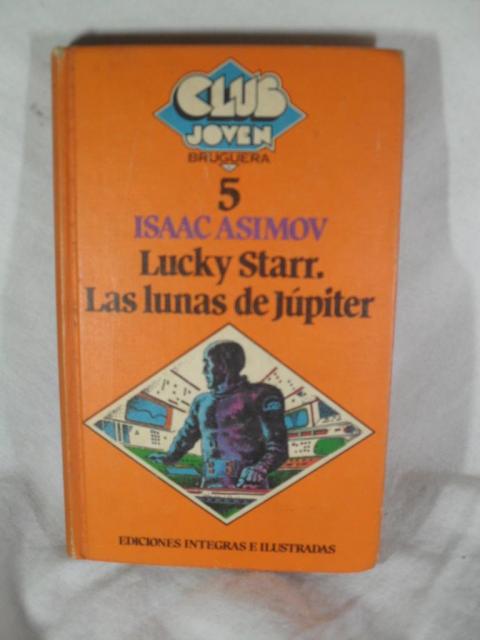 CLUB
JOVEN
BRUGUERA
5
ISAAC ASIMOV
Lucky Starr.
Las lunas de Júpiter
EDICIONES INTEGRAS E ILUSTRADAS